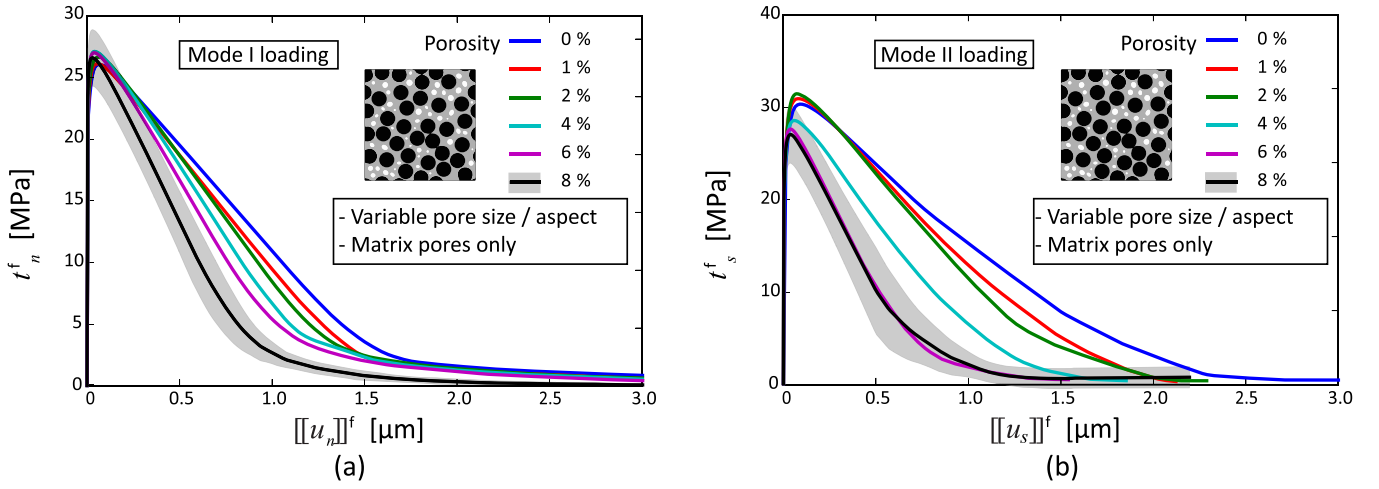 Mode I loading
Porosity
0 %
1 %
2 %
4 %
6 %
8 %
- Variable pore size / aspect
- Matrix pores only
30
25
20
15
10
5
0
t_n^f [MPa]
0 0.5 1.0 1.5 2.0 2.5 3.0
[[u_n]]^f [μm]
(a)
Mode II loading
Porosity
0 %
1 %
2 %
4 %
6 %
8 %
- Variable pore size / aspect
- Matrix pores only
40
30
20
10
0
t_s^f [MPa]
0 0.5 1.0 1.5 2.0 2.5 3.0
[[u_s]]^f [μm]
(b)